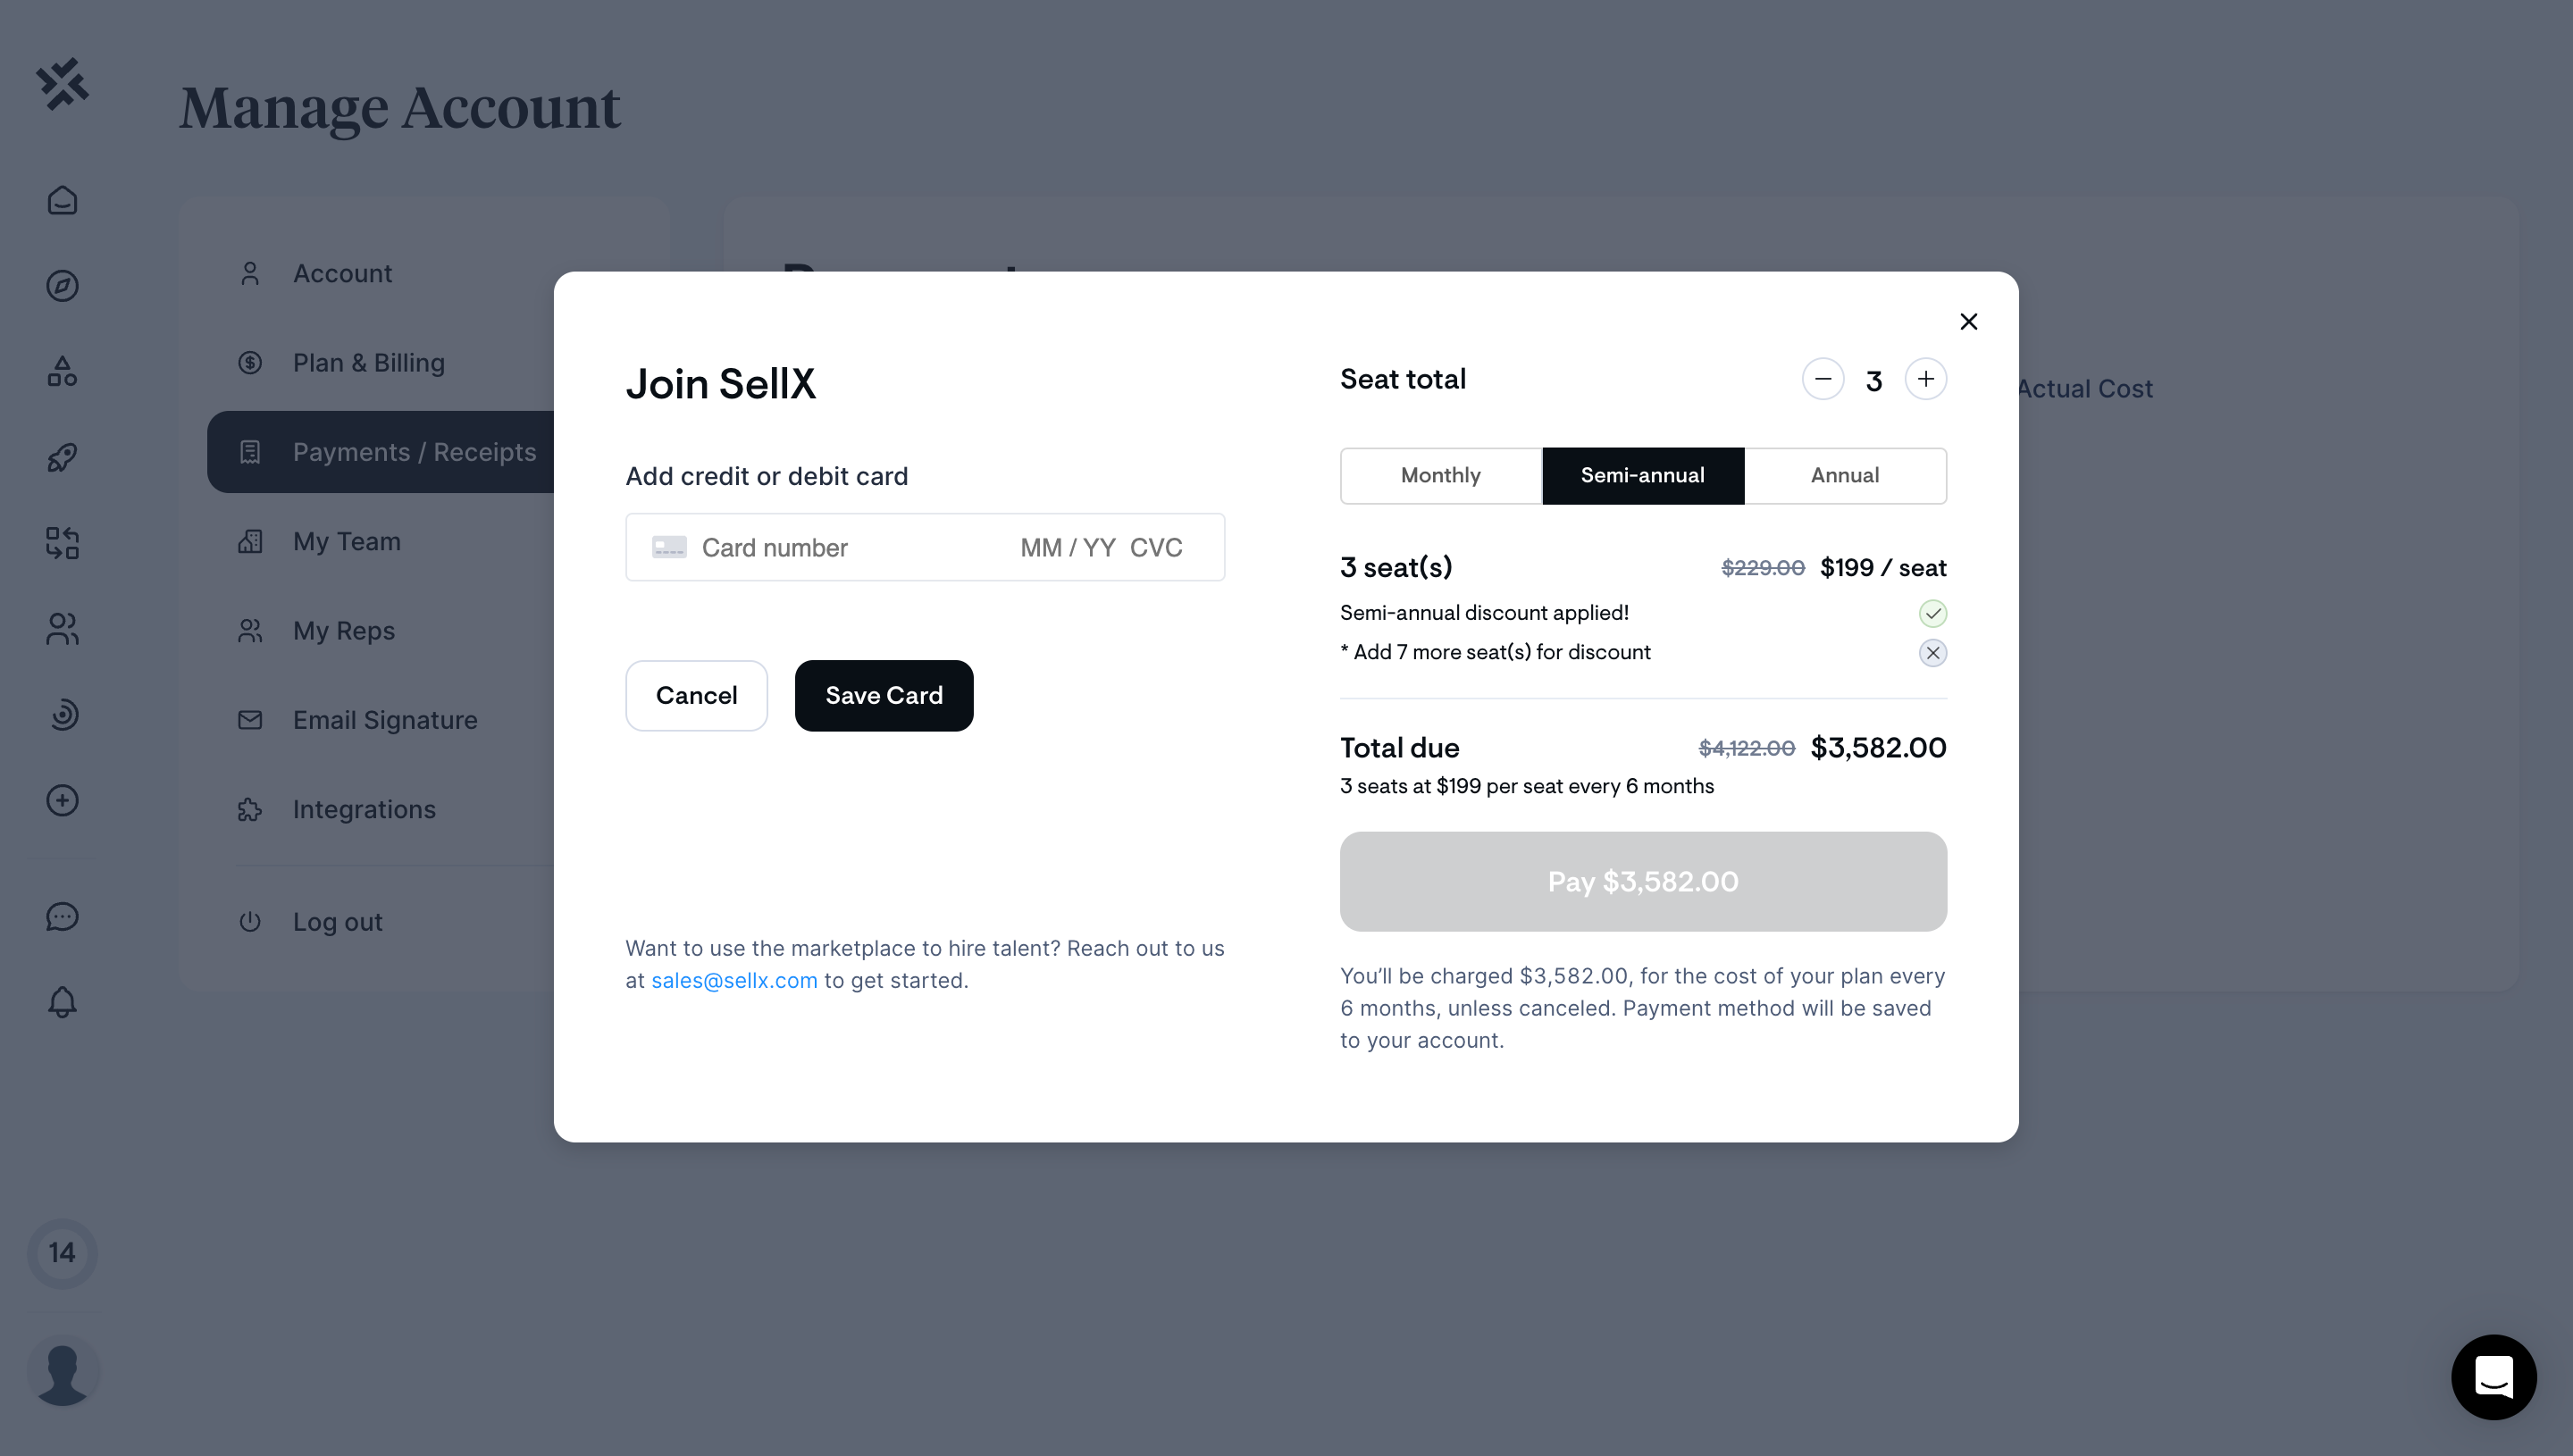 Manage Account
Account
Plan & Billing
Payments / Receipts
My Team
My Reps
Email Signature
Integrations
Log out
14
Actual Cost
Join SellX
Add credit or debit card
Card number MM / YY CVC
Cancel Save Card
Want to use the marketplace to hire talent? Reach out to us
at sales@sellx.com to get started.
Seat total 3
Monthly Semi-annual Annual
3 seat(s) $229.00 $199 / seat
Semi-annual discount applied!
* Add 7 more seat(s) for discount
Total due $4,122.00 $3,582.00
3 seats at $199 per seat every 6 months
Pay $3,582.00
You’ll be charged $3,582.00, for the cost of your plan every
6 months, unless canceled. Payment method will be saved
to your account.